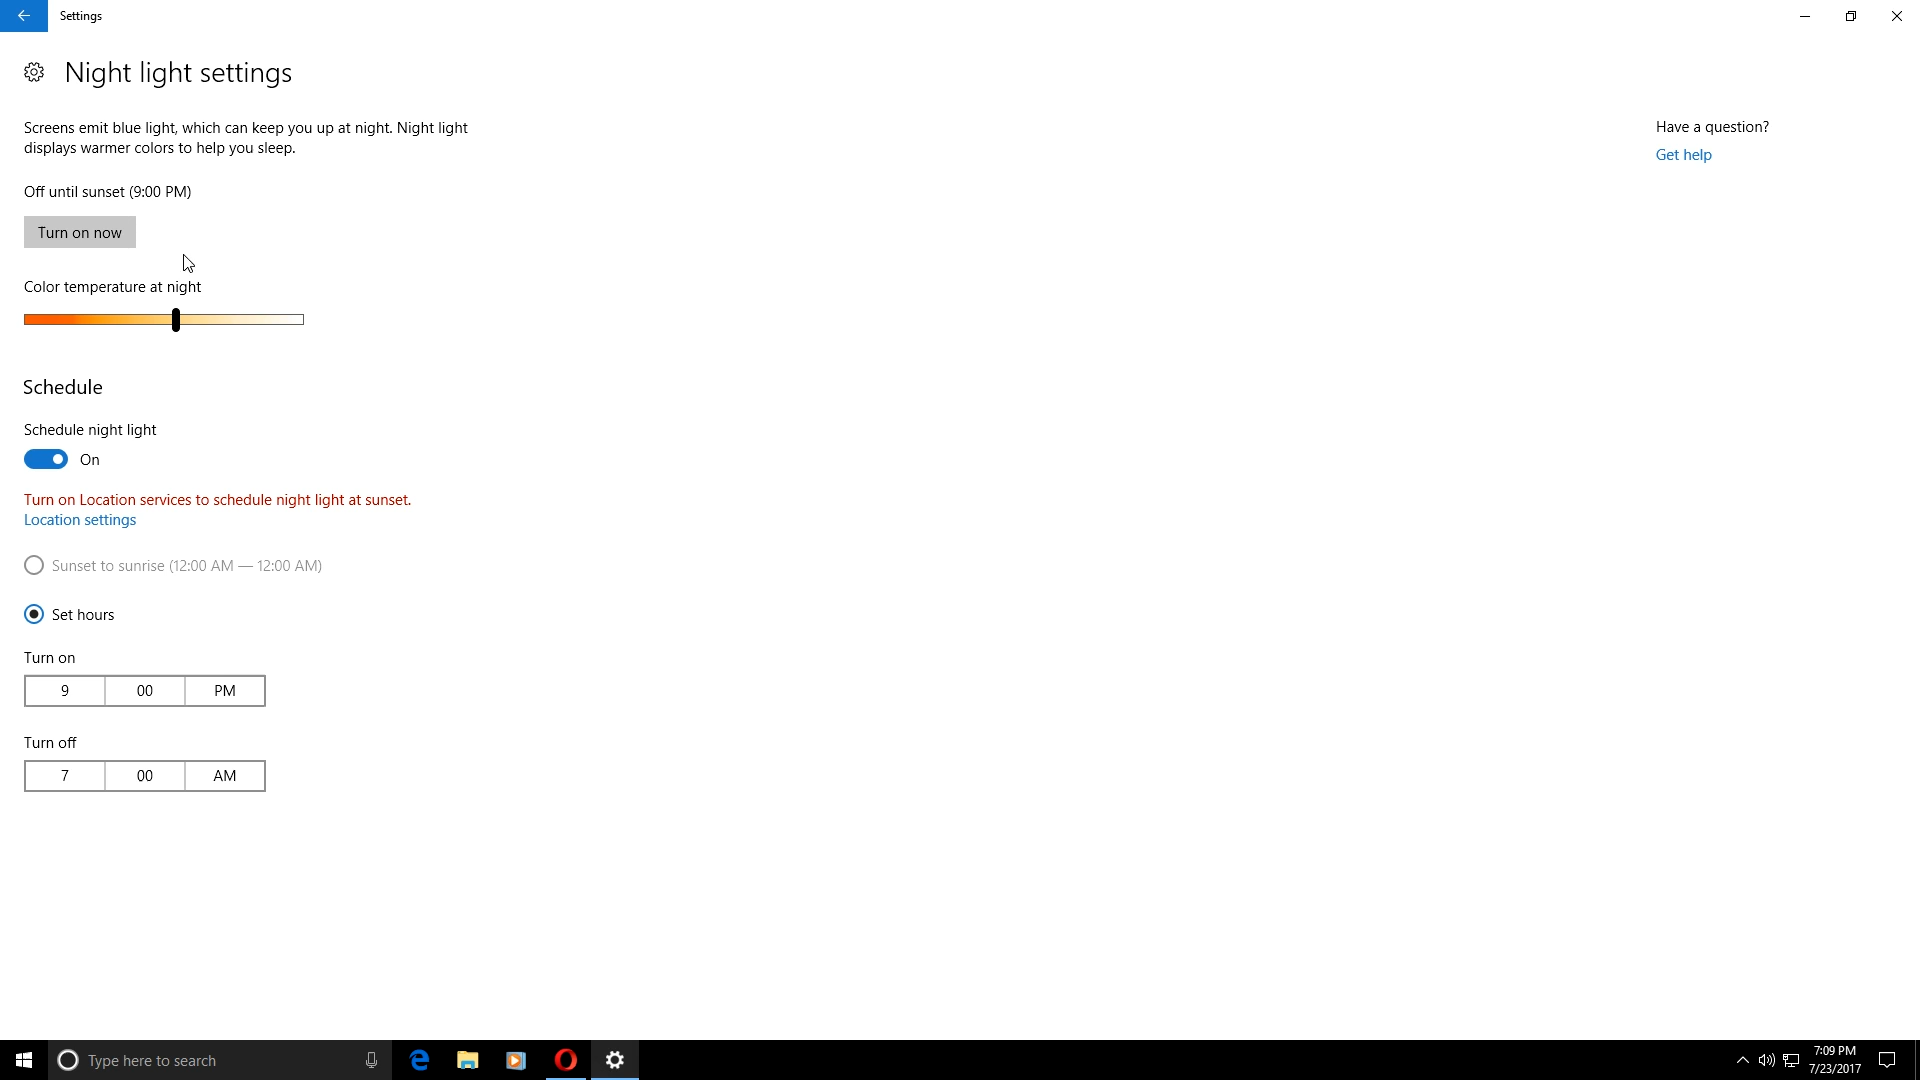 Settings
Night light settings
Screens emit blue light, which can keep you up at night. Night light
displays warmer colors to help you sleep.
Have a question?
Get help
Off until sunset (9:00 PM)
Turn on now
Color temperature at night
Schedule
Schedule night light
On
Turn on Location services to schedule night light at sunset.
Location settings
Sunset to sunrise (12:00 AM — 12:00 AM)
Set hours
Turn on
9 00 PM
Turn off
7 00 AM
Type here to search
7:09 PM
7/23/2017